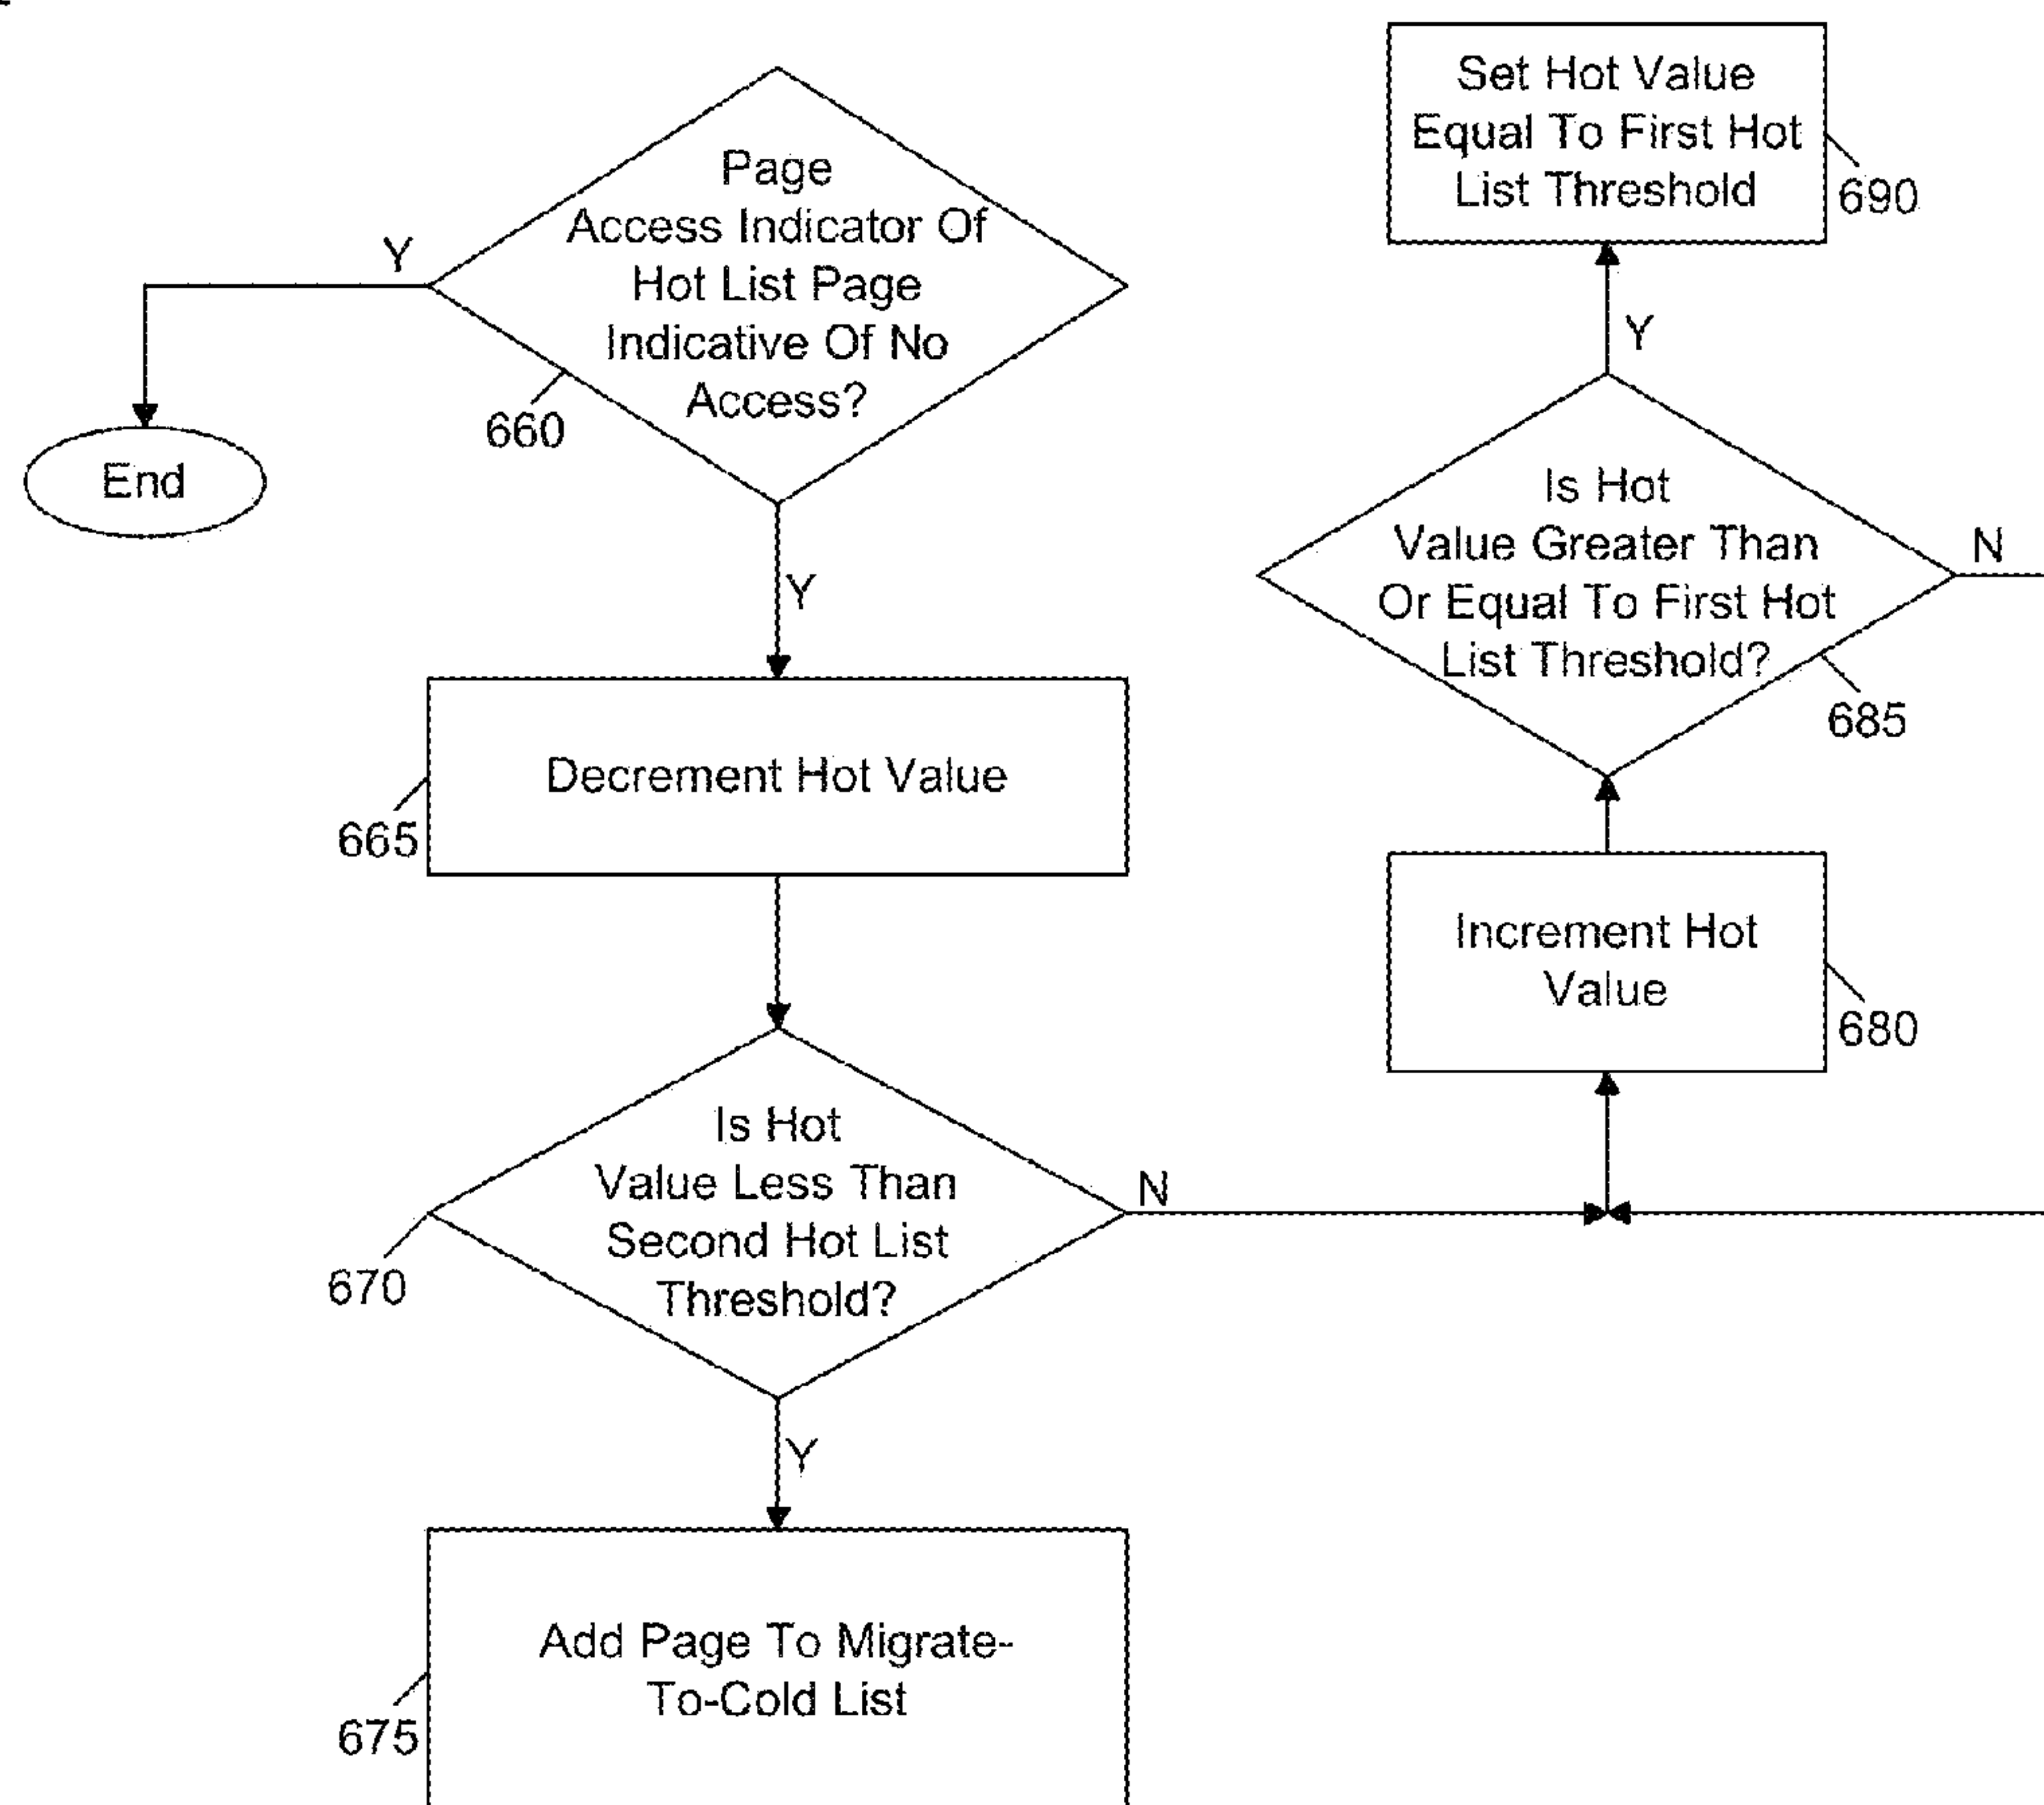 Page
Access Indicator Of
Hot List Page
Indicative Of No
Access?
Y
660
End
Y
Decrement Hot Value
665
Is Hot
Value Less Than
Second Hot List
Threshold?
N
670
Y
Add Page To Migrate-
To-Cold List
675
Set Hot Value
Equal To First Hot
List Threshold
690
Y
Is Hot
Value Greater Than
Or Equal To First Hot
List Threshold?
N
685
Increment Hot
Value
680